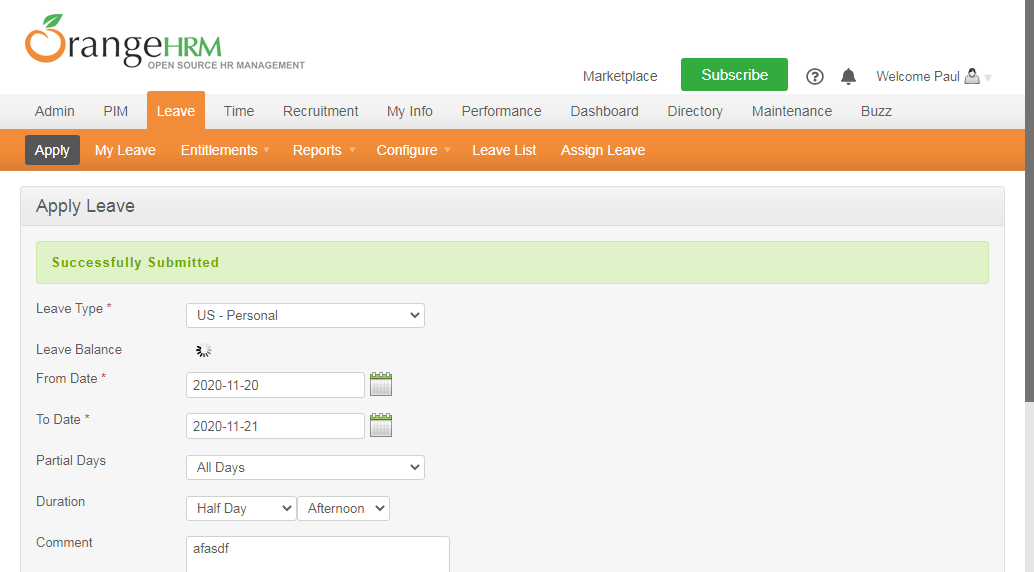 OrangeHRM
OPEN SOURCE HR MANAGEMENT
Marketplace Subscribe ? Welcome Paul
Admin PIM Leave Time Recruitment My Info Performance Dashboard Directory Maintenance Buzz
Apply My Leave Entitlements Reports Configure Leave List Assign Leave
Apply Leave
Successfully Submitted
Leave Type * US - Personal
Leave Balance
From Date * 2020-11-20
To Date * 2020-11-21
Partial Days All Days
Duration Half Day Afternoon
Comment afasdf